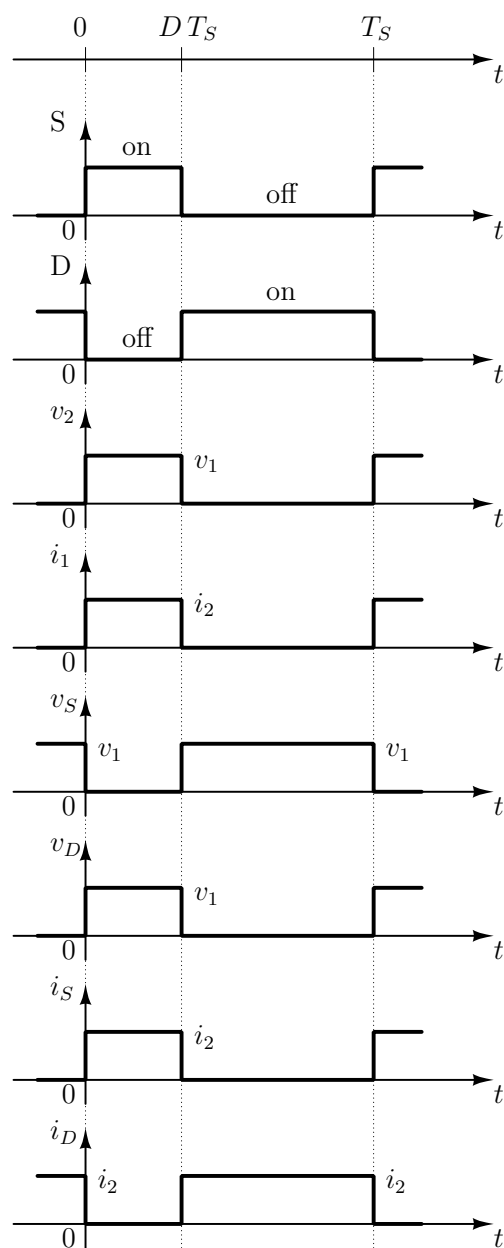 0 D T_S T_S
t
S
on
off
0 t
D
on
off
0 t
v_2
v_1
0 t
i_1
i_2
0 t
v_S
v_1 v_1
0 t
v_D
v_1
0 t
i_S
i_2
0 t
i_D
i_2 i_2
0 t